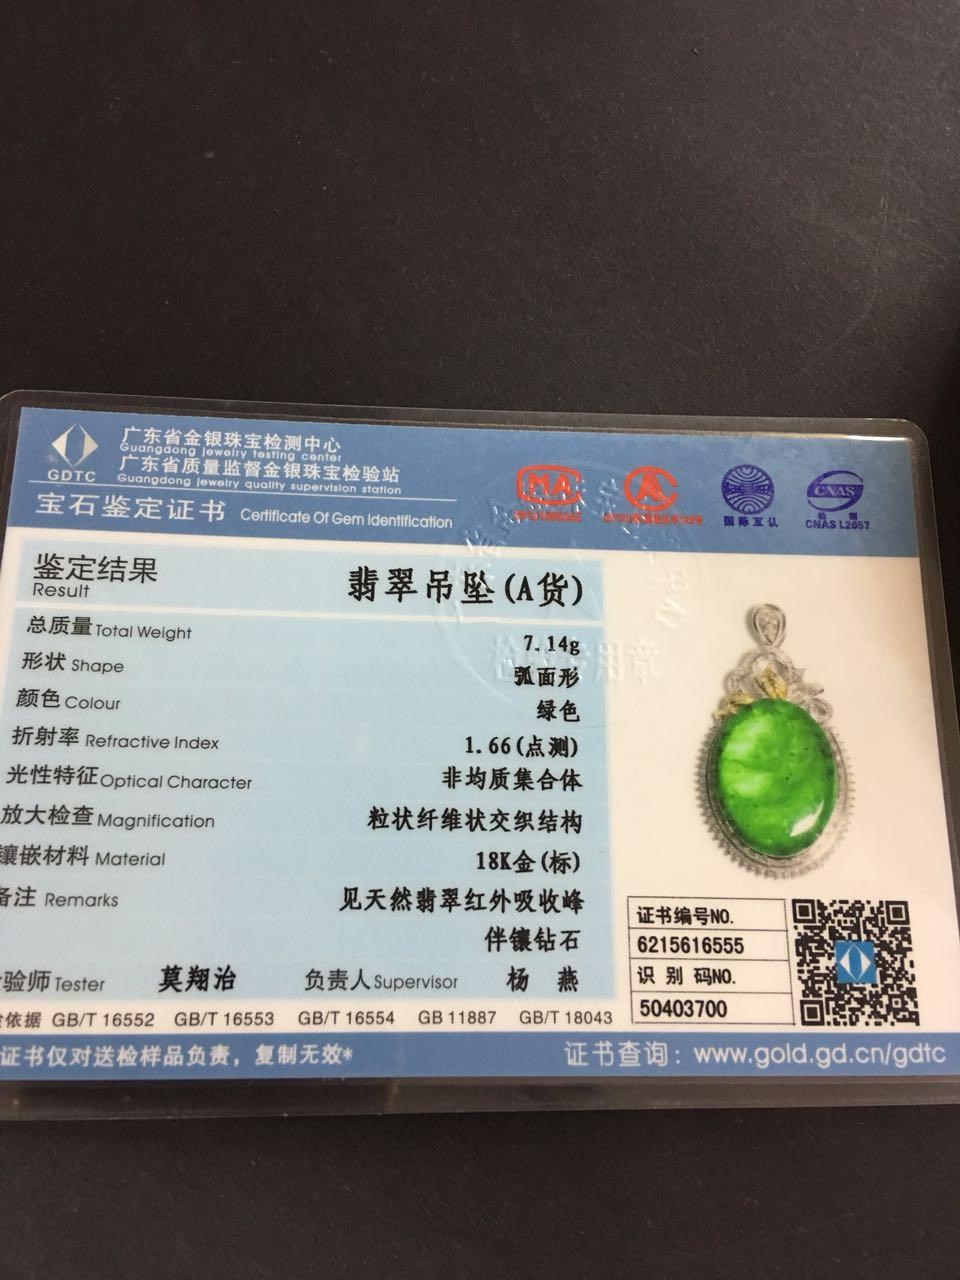 GDTC
广东省金银珠宝检测中心
Guangdong jewelry testing center
广东省质量监督金银珠宝检验站
Guangdong jewelry quality supervision station
宝石鉴定证书 Certificate Of Gem Identification
MA
国际互认
CNAS
检 测
CNAS L2057
鉴定结果 翡翠吊坠(A货)
Result
总质量 Total Weight 7.14g
形状 Shape 弧面形
颜色 Colour 绿色
折射率 Refractive Index 1.66(点测)
光性特征 Optical Character 非均质集合体
放大检查 Magnification 粒状纤维状交织结构
镶嵌材料 Material 18K金(标)
备注 Remarks 见天然翡翠红外吸收峰
伴镶钻石
验师 Tester 莫翔治 负责人 Supervisor 杨 燕
依据 GB/T 16552 GB/T 16553 GB/T 16554 GB 11887 GB/T 18043
证书编号NO.
6215616555
识 别 码NO.
50403700
证书仅对送检样品负责，复制无效*
证书查询：www.gold.gd.cn/gdtc